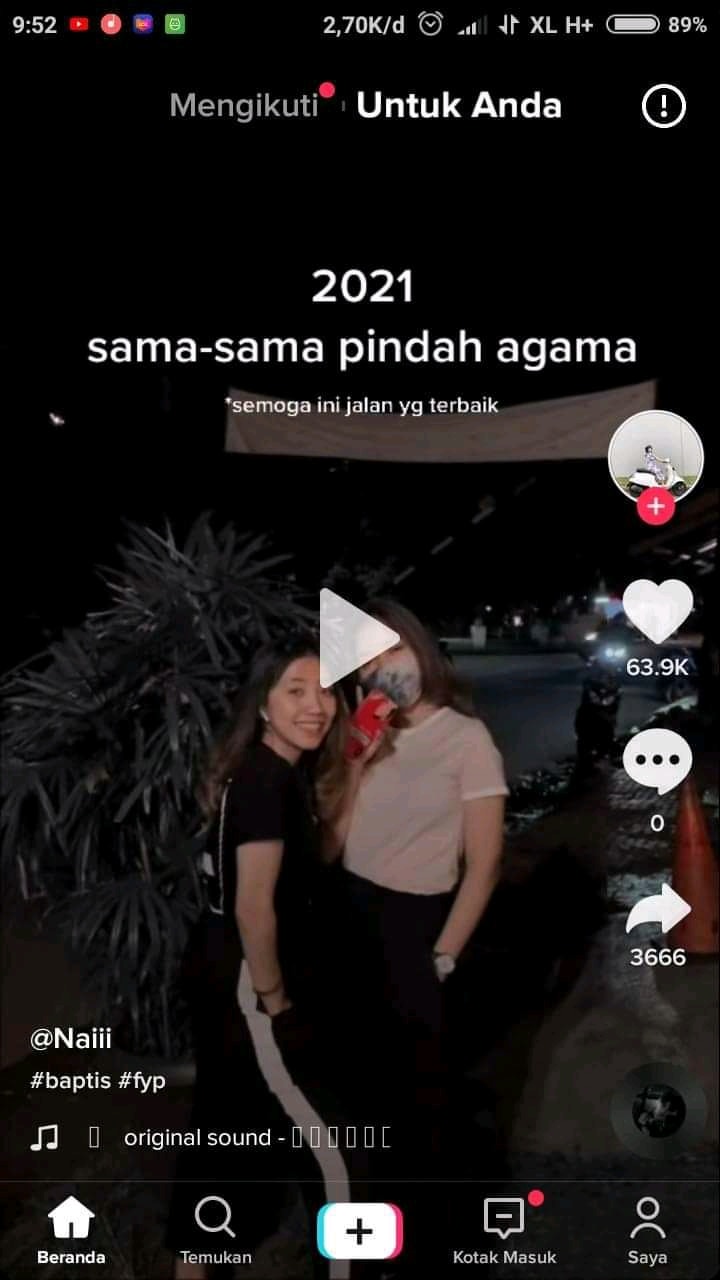 9:52 2,70K/d XL H+ 89%
Mengikuti Untuk Anda
2021
sama-sama pindah agama
*semoga ini jalan yg terbaik
63.9K
0
3666
@Naiii
#baptis #fyp
original sound -
Beranda Temukan Kotak Masuk Saya